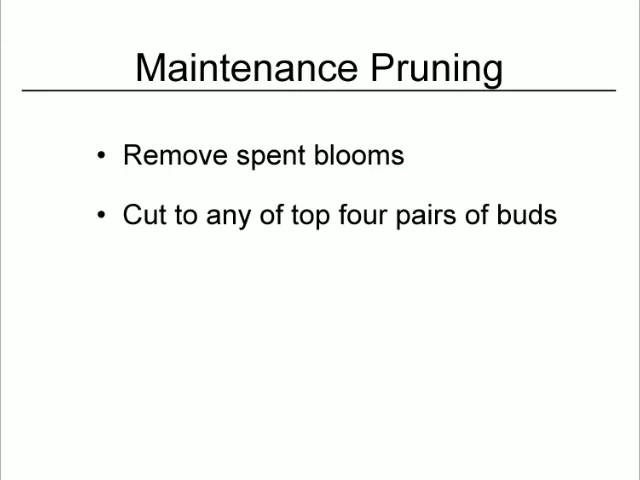 Maintenance Pruning
• Remove spent blooms
• Cut to any of top four pairs of buds